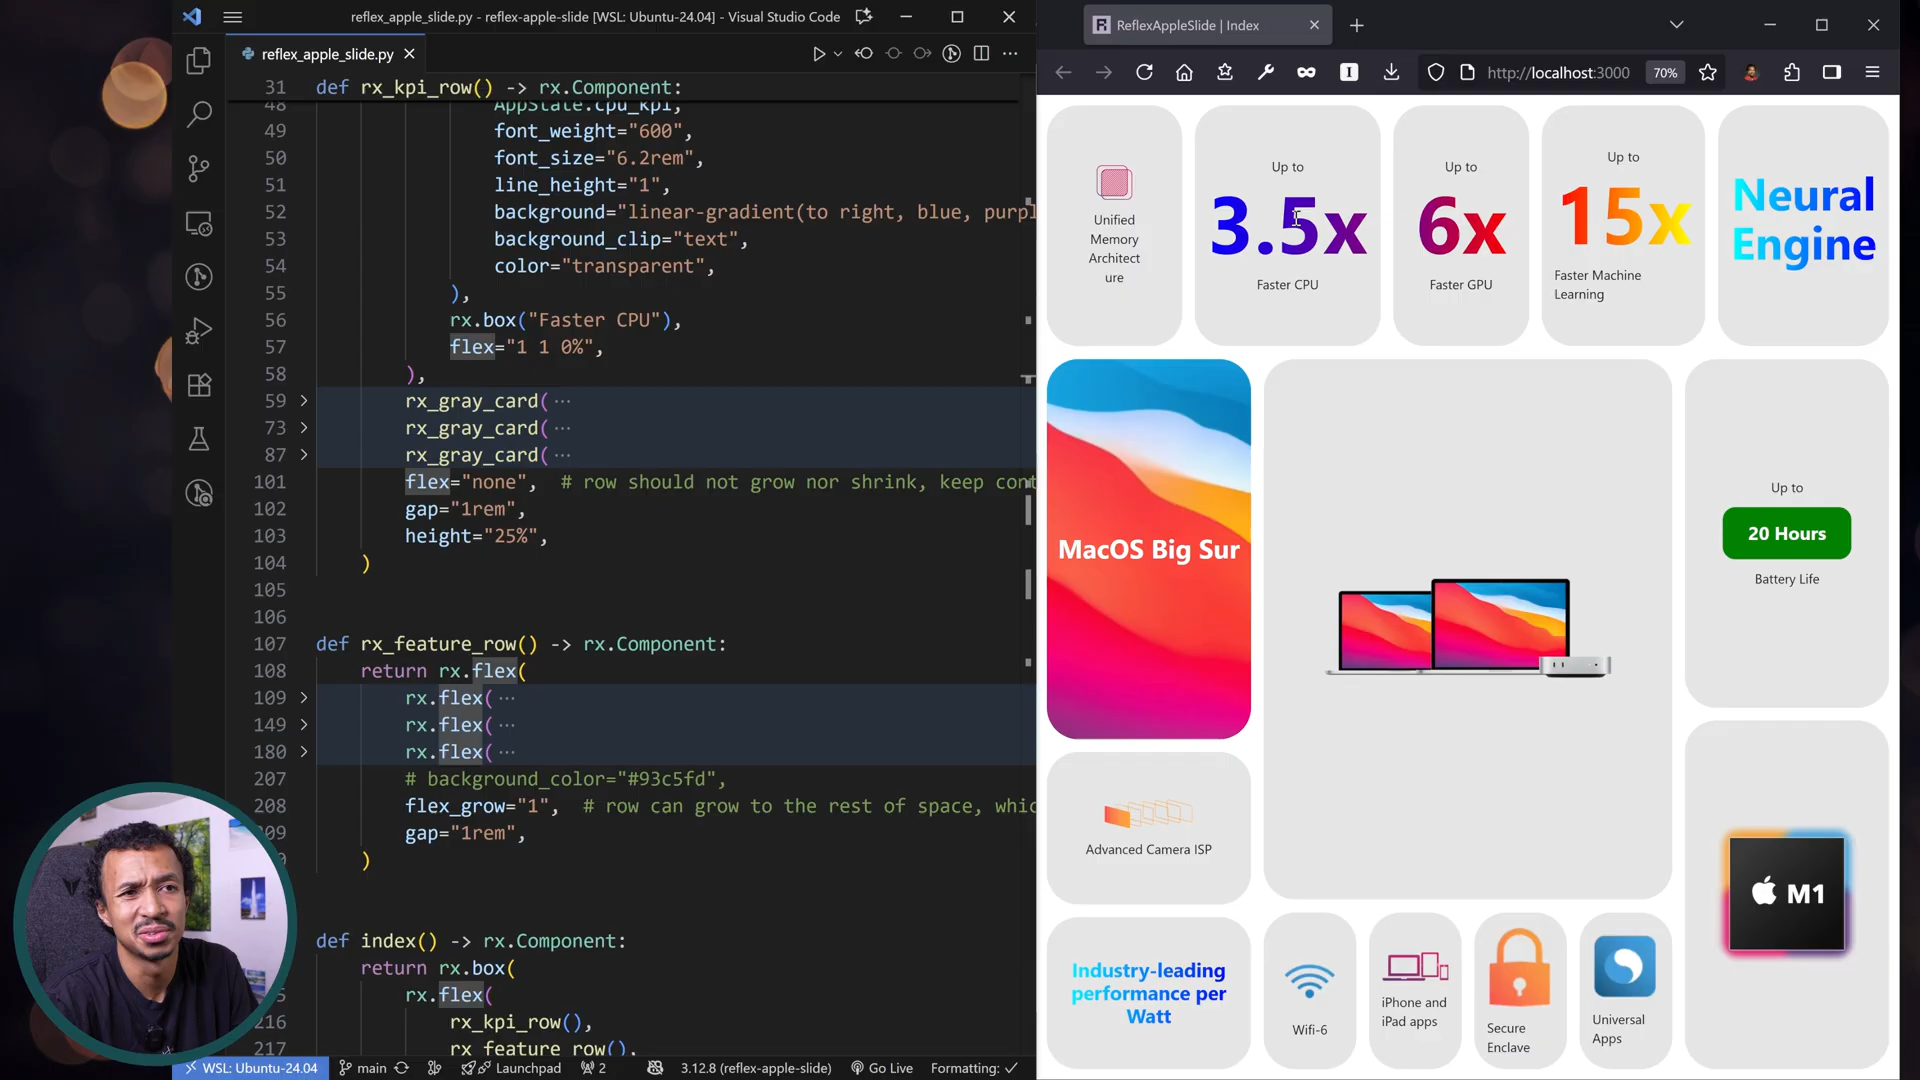 reflex_apple_slide.py - reflex-apple-slide [WSL: Ubuntu-24.04] - Visual Studio Code
reflex_apple_slide.py
31 def rx_kpi_row() -> rx.Component:
48 AppState.cpu_kpi,
49 font_weight="600",
50 font_size="6.2rem",
51 line_height="1",
52 background="linear-gradient(to right, blue, purpl
53 background_clip="text",
54 color="transparent",
55 ),
56 rx.box("Faster CPU"),
57 flex="1 1 0%",
58 ),
59 rx_gray_card( ···
73 rx_gray_card( ···
87 rx_gray_card( ···
101 flex="none", # row should not grow nor shrink, keep cont
102 gap="1rem",
103 height="25%",
104 )
105
106
107 def rx_feature_row() -> rx.Component:
108 return rx.flex(
109 rx.flex( ···
149 rx.flex( ···
180 rx.flex( ···
207 # background_color="#93c5fd",
208 flex_grow="1", # row can grow to the rest of space, whic
209 gap="1rem",
)
def index() -> rx.Component:
return rx.box(
rx.flex(
216 rx_kpi_row(),
217 rx_feature_row(),
WSL: Ubuntu-24.04
main
Launchpad
2
3.12.8 (reflex-apple-slide)
Go Live
Formatting: ✓
ReflexAppleSlide | Index
http://localhost:3000
70%
Unified
Memory
Architect
ure
Up to
3.5x
Faster CPU
Up to
6x
Faster GPU
Up to
15x
Faster Machine
Learning
Neural
Engine
MacOS Big Sur
Up to
20 Hours
Battery Life
Advanced Camera ISP
M1
Industry-leading
performance per
Watt
Wifi-6
iPhone and
iPad apps
Secure
Enclave
Universal
Apps